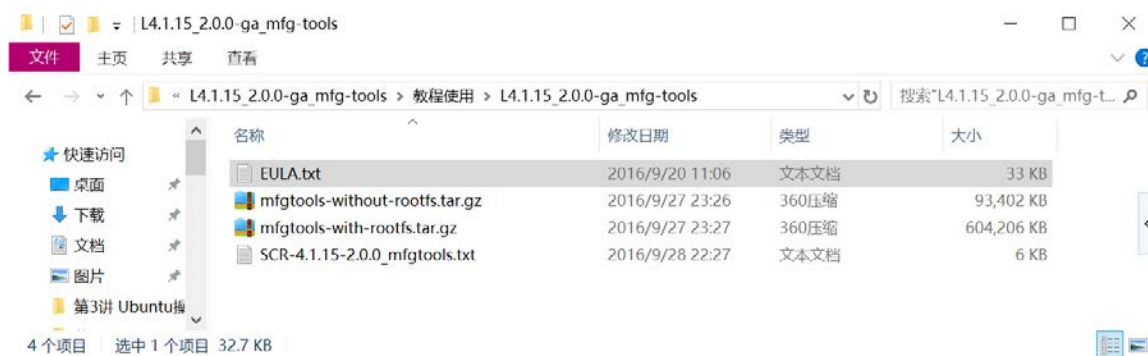 L4.1.15_2.0.0-ga_mfg-tools
文件 主页 共享 查看
« L4.1.15_2.0.0-ga_mfg-tools › 教程使用 › L4.1.15_2.0.0-ga_mfg-tools 搜索"L4.1.15_2.0.0-ga_mfg-t...
名称 修改日期 类型 大小
快速访问
EULA.txt 2016/9/20 11:06 文本文档 33 KB
桌面
mfgtools-without-rootfs.tar.gz 2016/9/27 23:26 360压缩 93,402 KB
下载
mfgtools-with-rootfs.tar.gz 2016/9/27 23:27 360压缩 604,206 KB
文档
SCR-4.1.15-2.0.0_mfgtools.txt 2016/9/28 22:27 文本文档 6 KB
图片
第3讲 Ubuntu操
4 个项目 选中 1 个项目 32.7 KB